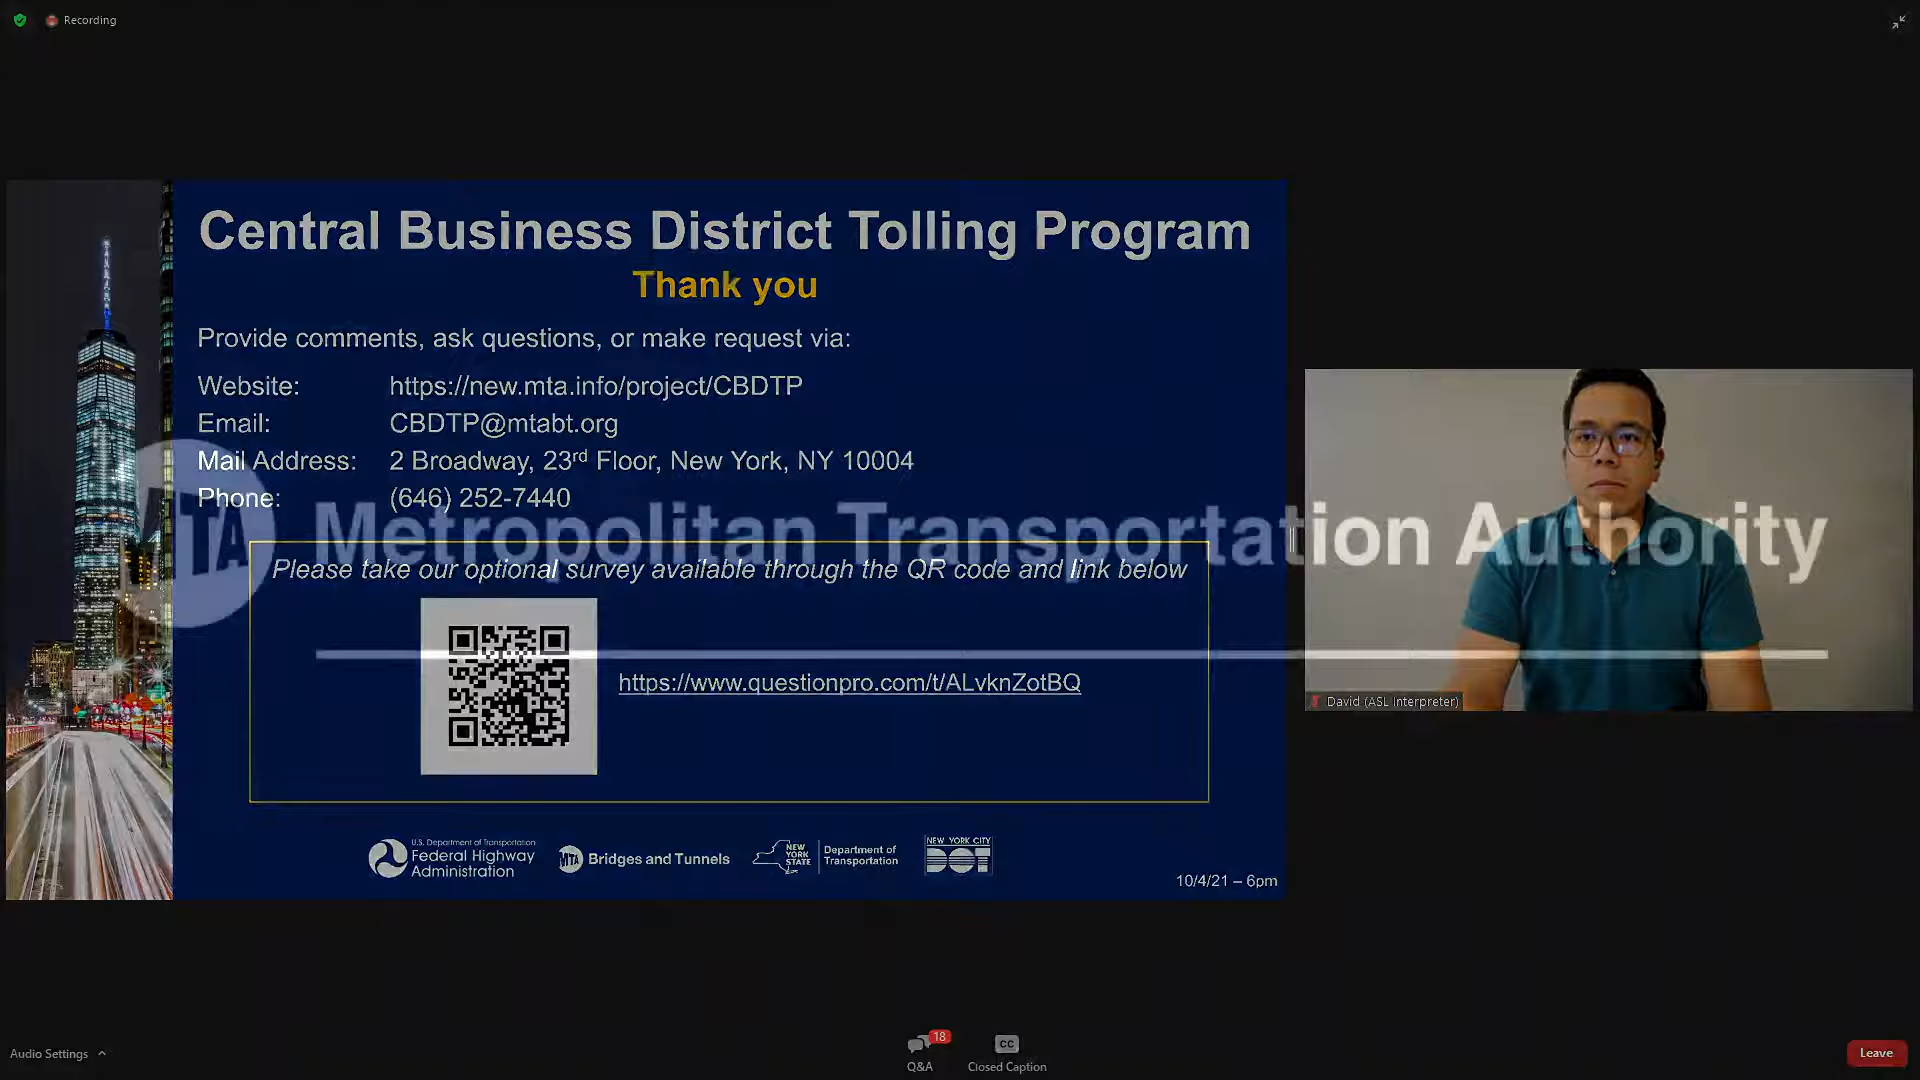 Recording
Central Business District Tolling Program
Thank you
Provide comments, ask questions, or make request via:
Website: https://new.mta.info/project/CBDTP
Email: CBDTP@mtabt.org
Mail Address: 2 Broadway, 23rd Floor, New York, NY 10004
Phone: (646) 252-7440
MTA Metropolitan Transportation Authority
Please take our optional survey available through the QR code and link below
https://www.questionpro.com/t/ALvknZotBQ
David (ASL Interpreter)
U.S. Department of Transportation
Federal Highway
Administration
MTA Bridges and Tunnels
NEW
YORK
STATE
Department of
Transportation
NEW YORK CITY
DOT
10/4/21 – 6pm
Audio Settings
18
Q&A
CC
Closed Caption
Leave